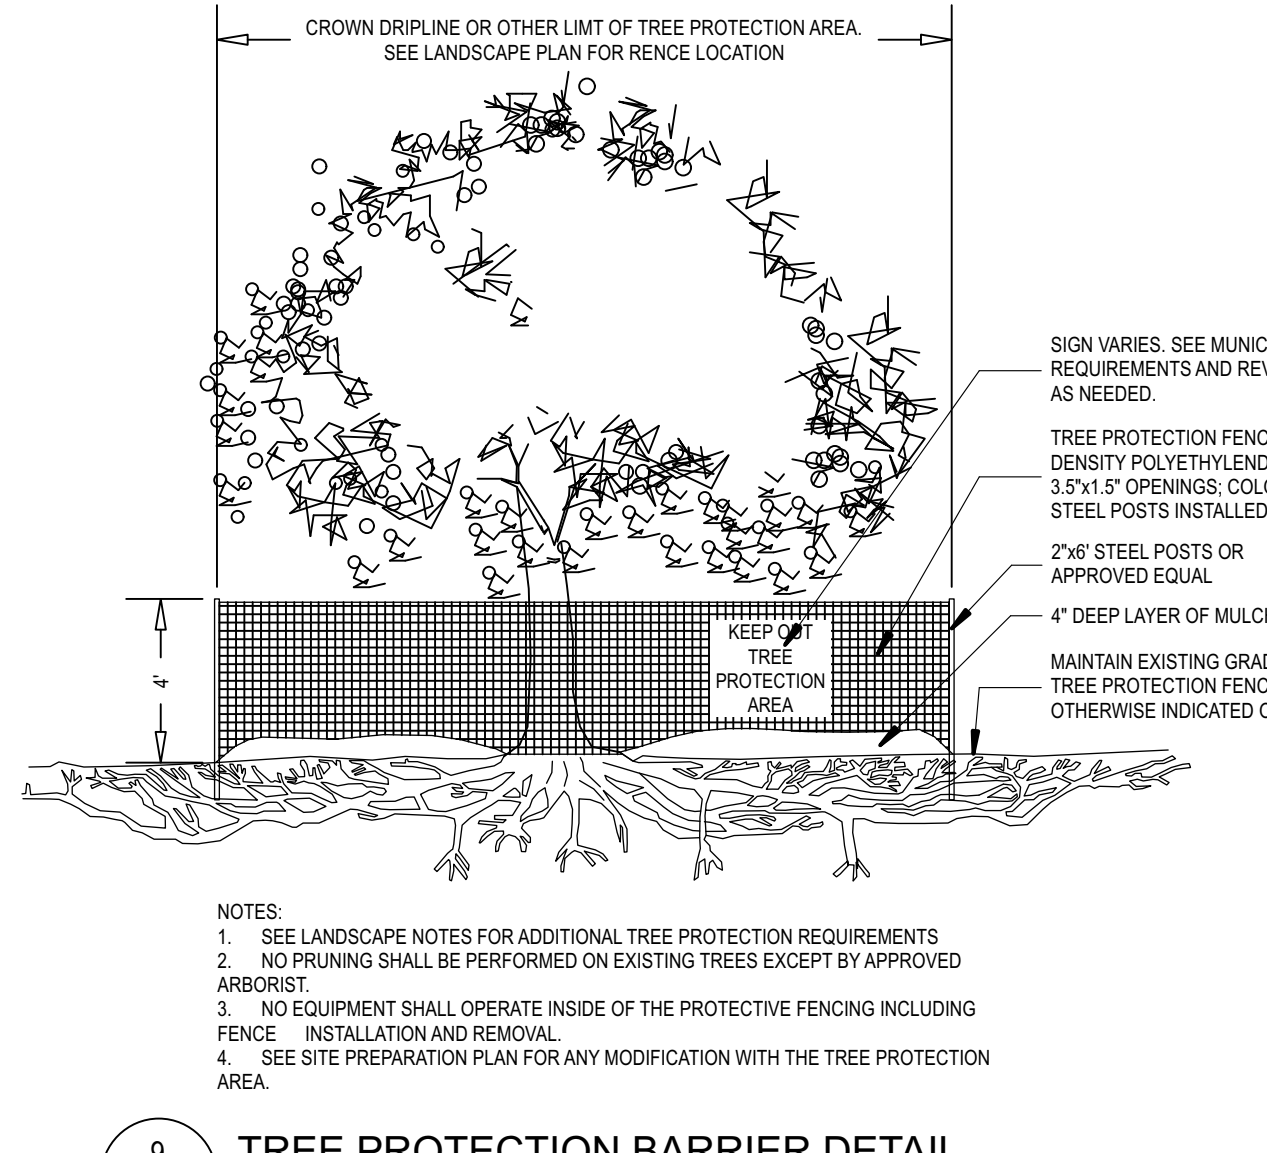 CROWN DRIPLINE OR OTHER LIMT OF TREE PROTECTION AREA.
SEE LANDSCAPE PLAN FOR RENCE LOCATION
SIGN VARIES. SEE MUNIC
REQUIREMENTS AND REV
AS NEEDED.
TREE PROTECTION FENC
DENSITY POLYETHYLEND
3.5"x1.5" OPENINGS; COLO
STEEL POSTS INSTALLED
2"x6' STEEL POSTS OR
APPROVED EQUAL
4" DEEP LAYER OF MULCH
MAINTAIN EXISTING GRAD
TREE PROTECTION FENC
OTHERWISE INDICATED O
4'
KEEP OUT
TREE
PROTECTION
AREA
NOTES:
1. SEE LANDSCAPE NOTES FOR ADDITIONAL TREE PROTECTION REQUIREMENTS
2. NO PRUNING SHALL BE PERFORMED ON EXISTING TREES EXCEPT BY APPROVED
ARBORIST.
3. NO EQUIPMENT SHALL OPERATE INSIDE OF THE PROTECTIVE FENCING INCLUDING
FENCE INSTALLATION AND REMOVAL.
4. SEE SITE PREPARATION PLAN FOR ANY MODIFICATION WITH THE TREE PROTECTION
AREA.
9
TREE PROTECTION BARRIER DETAIL